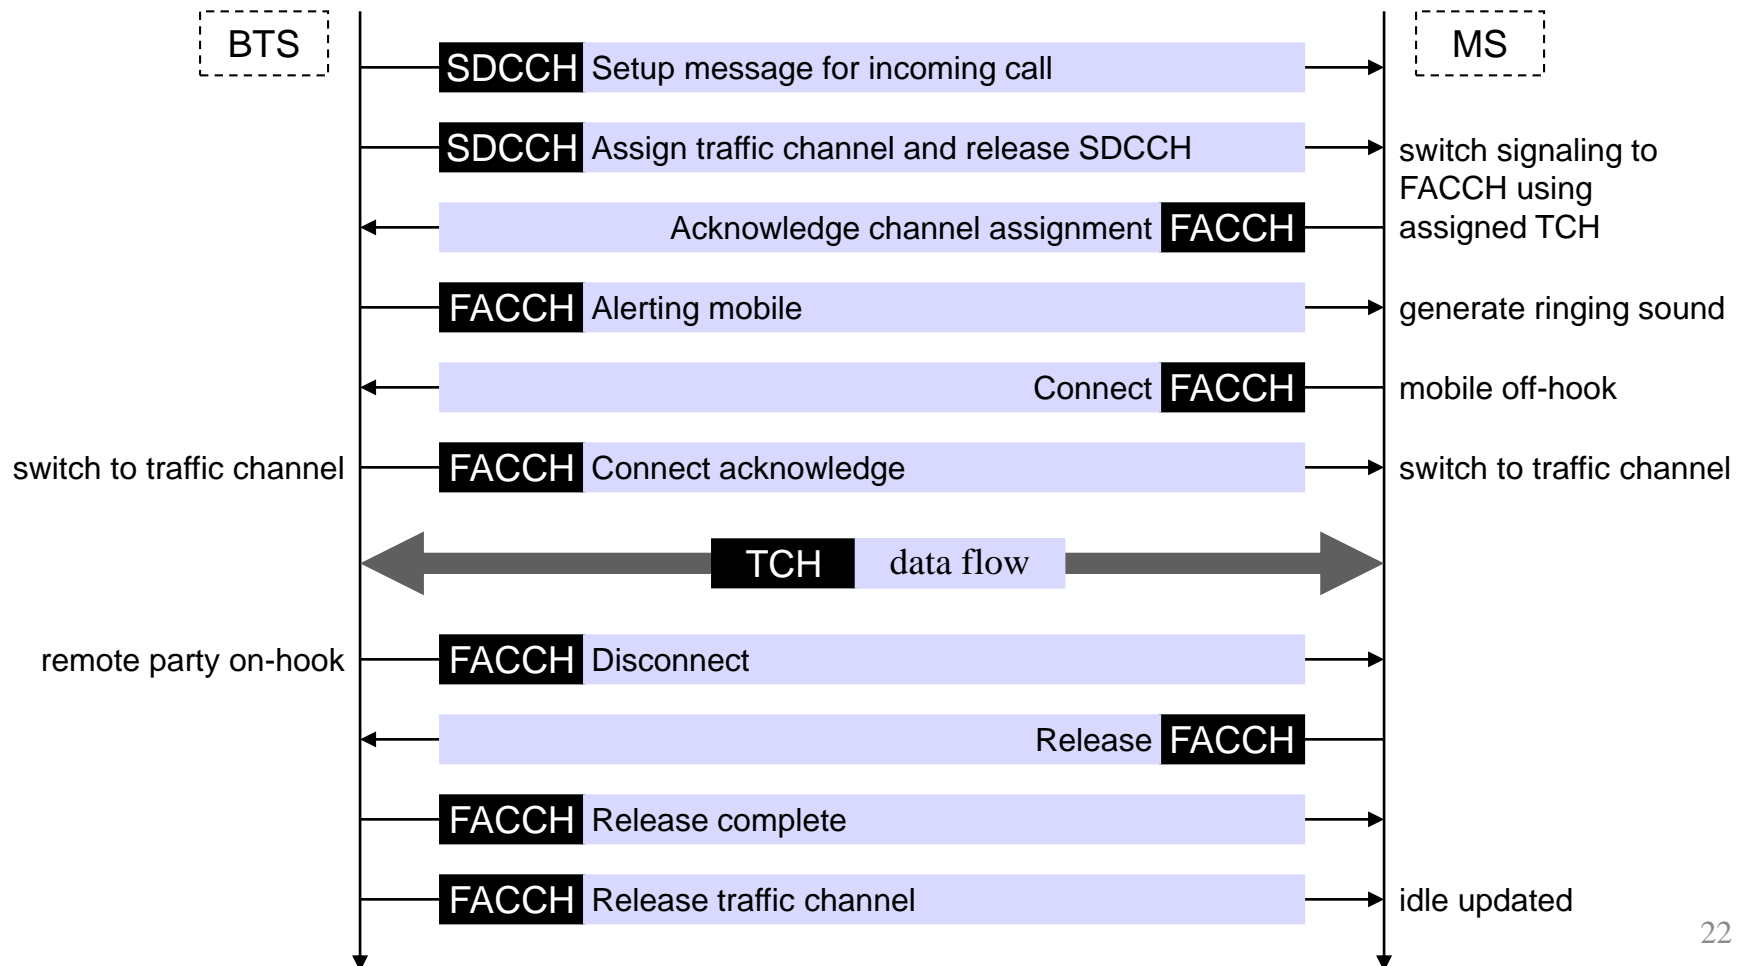 BTS
MS
SDCCH Setup message for incoming call
SDCCH Assign traffic channel and release SDCCH
switch signaling to
FACCH using
assigned TCH
Acknowledge channel assignment FACCH
FACCH Alerting mobile
generate ringing sound
Connect FACCH
mobile off-hook
switch to traffic channel
FACCH Connect acknowledge
switch to traffic channel
TCH data flow
remote party on-hook
FACCH Disconnect
Release FACCH
FACCH Release complete
FACCH Release traffic channel
idle updated
22